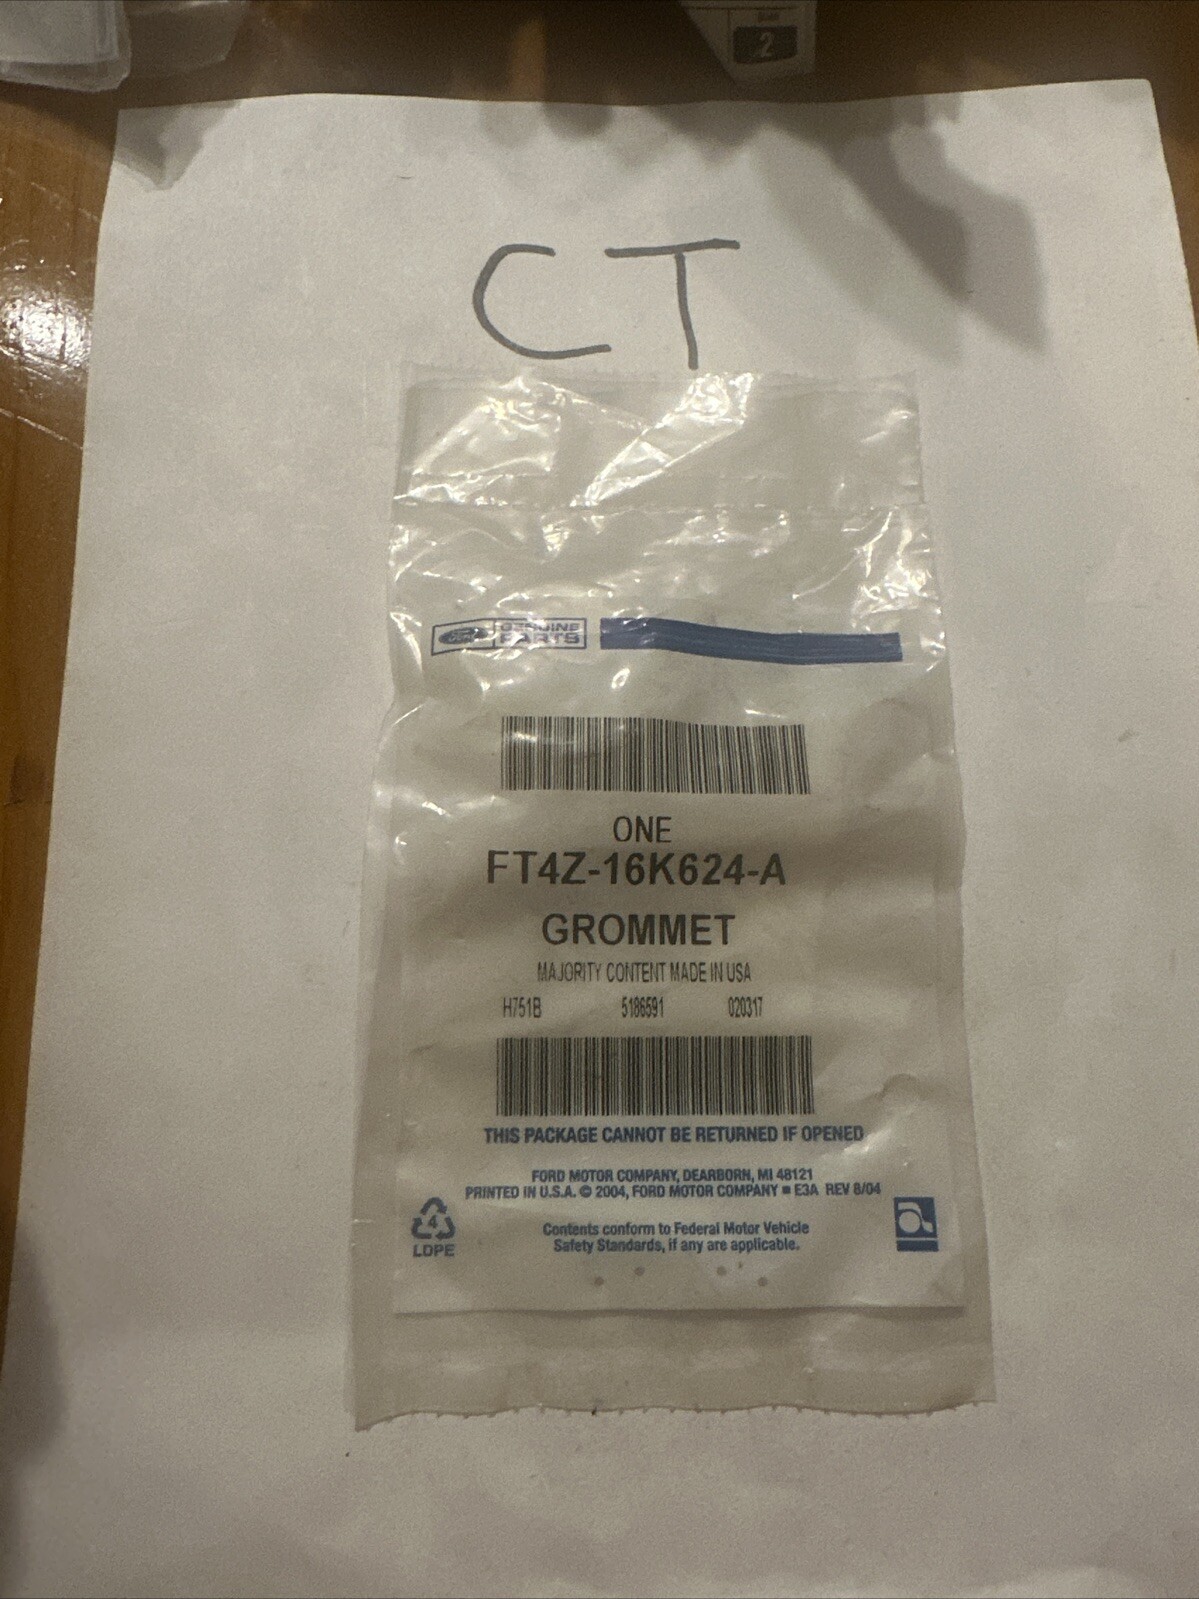 2
CT
Ford GENUINE
PARTS
ONE
FT4Z-16K624-A
GROMMET
MAJORITY CONTENT MADE IN USA
H751B 5186591 020317
THIS PACKAGE CANNOT BE RETURNED IF OPENED
FORD MOTOR COMPANY, DEARBORN, MI 48121
PRINTED IN U.S.A. © 2004, FORD MOTOR COMPANY ■ E3A REV 8/04
4
LDPE
Contents conform to Federal Motor Vehicle
Safety Standards, if any are applicable.